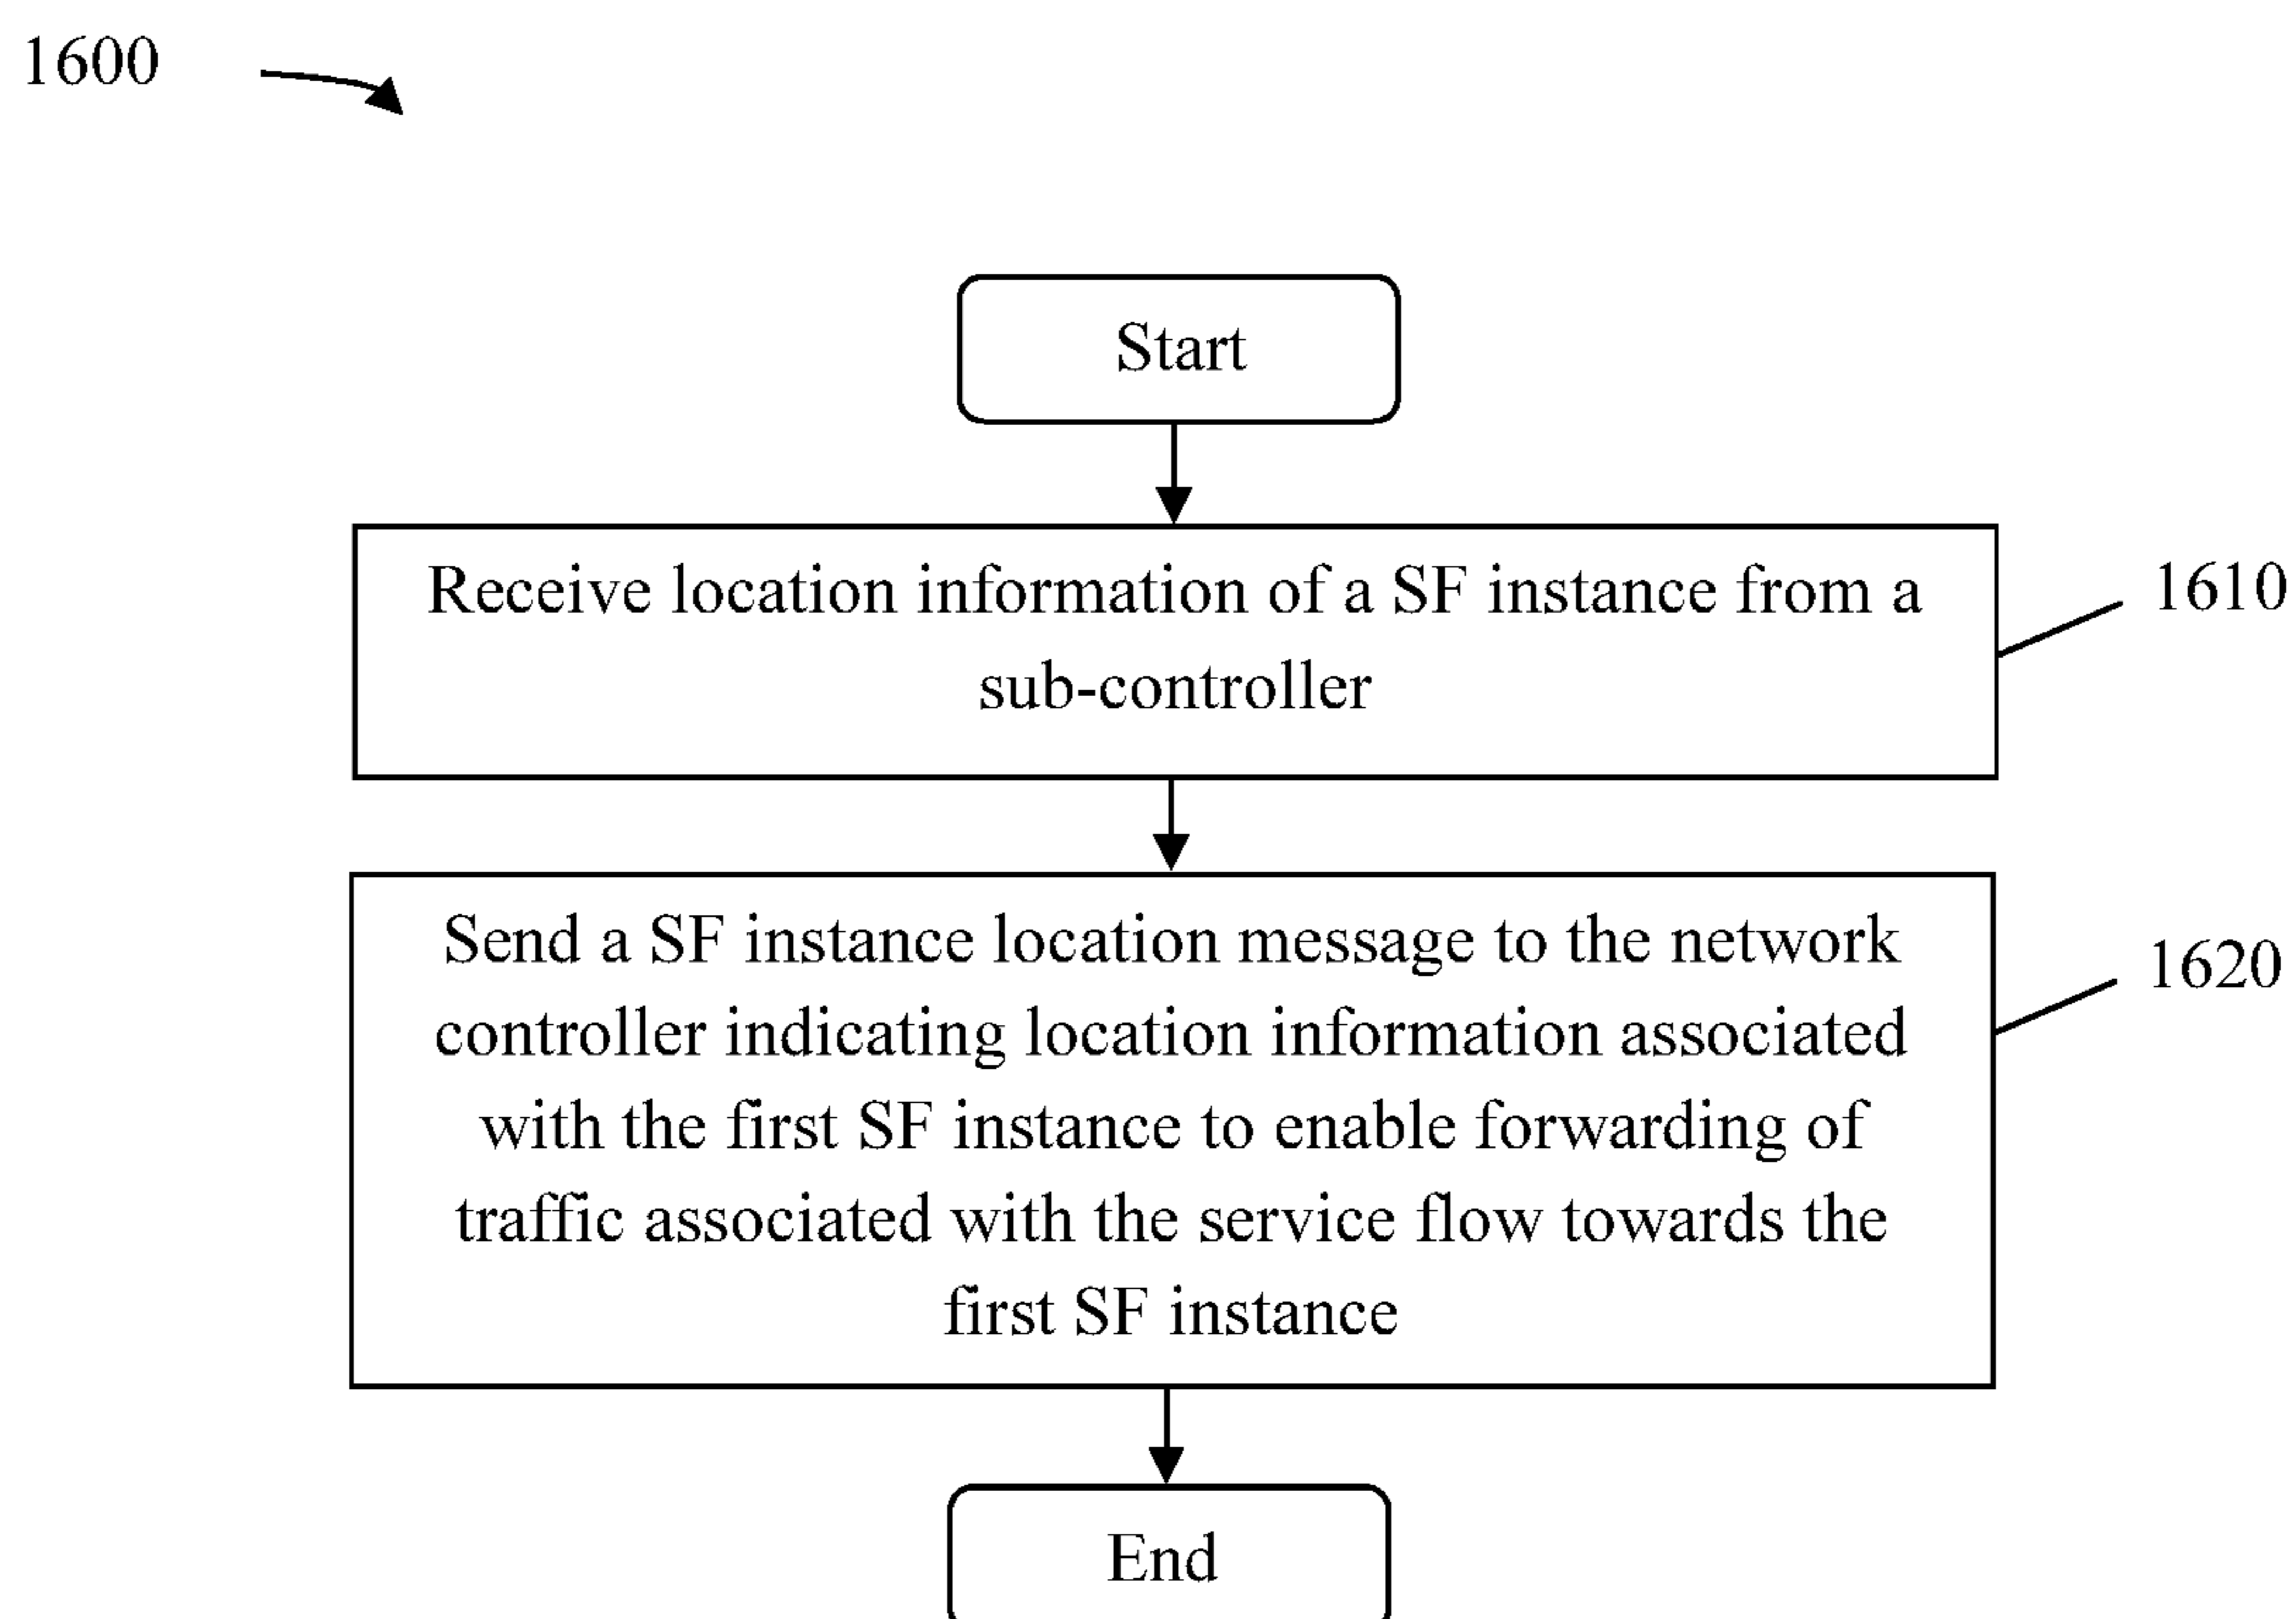 1600
Start
Receive location information of a SF instance from a
sub-controller
1610
Send a SF instance location message to the network
controller indicating location information associated
with the first SF instance to enable forwarding of
traffic associated with the service flow towards the
first SF instance
1620
End